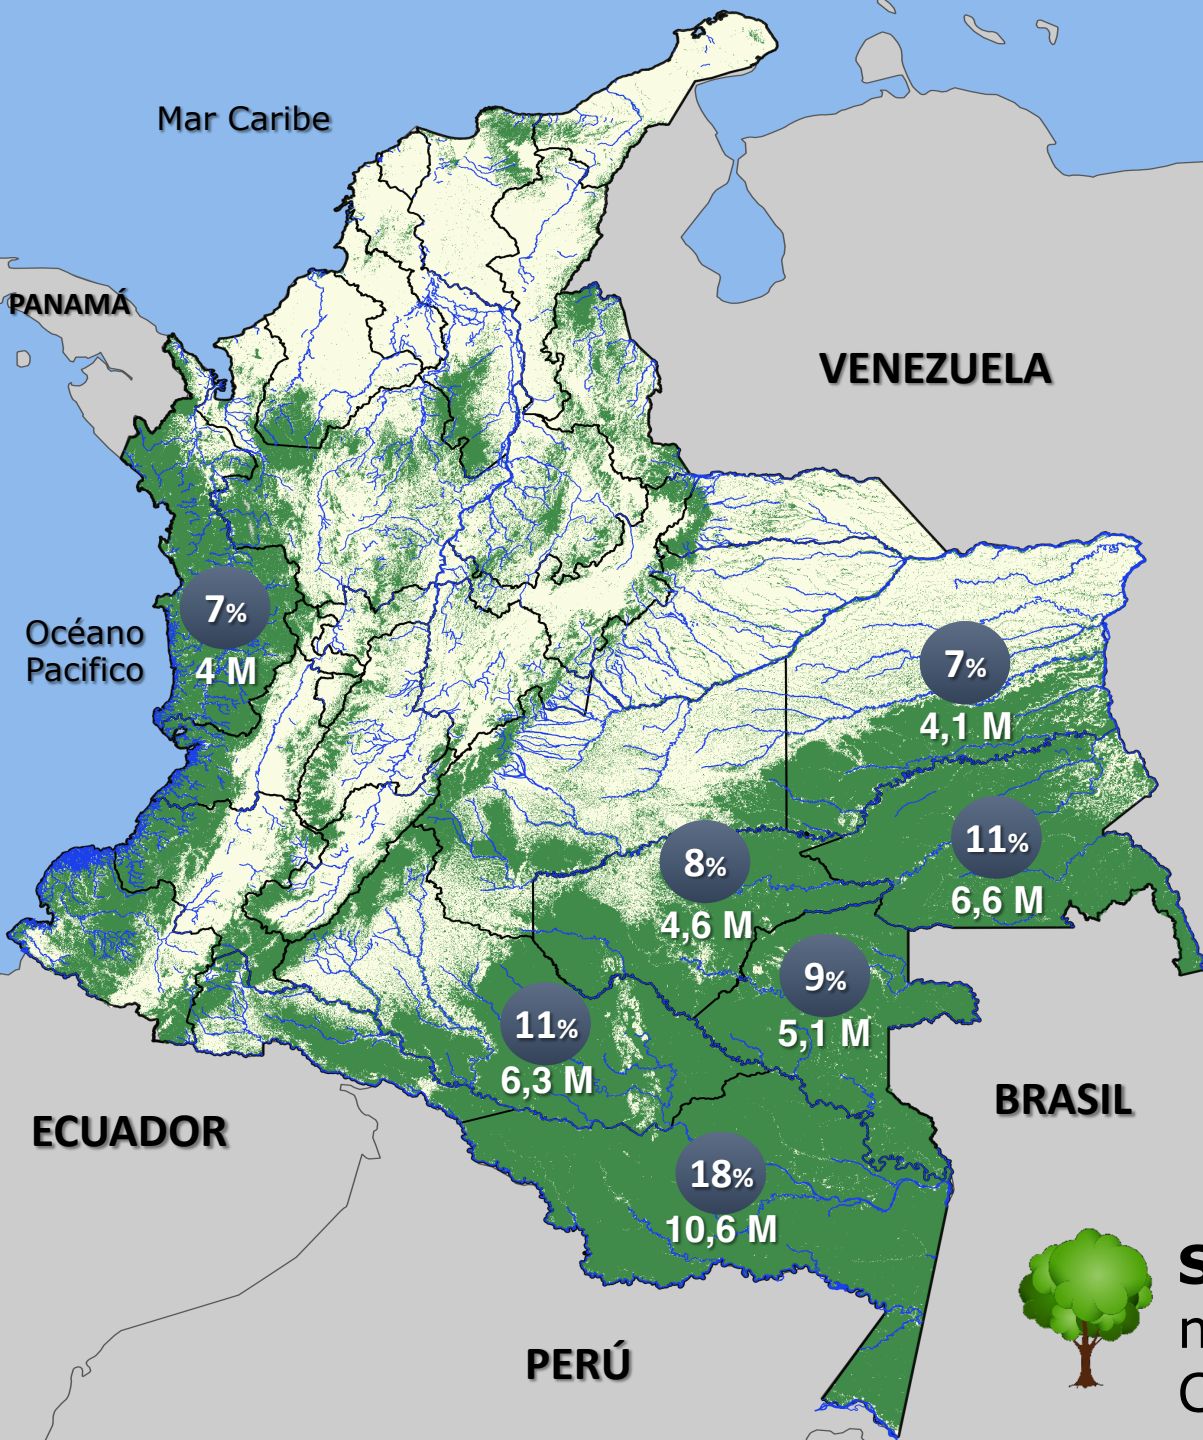 Mar Caribe
PANAMÁ
VENEZUELA
7%
4 M
Océano
Pacifico
7%
4,1 M
11%
6,6 M
8%
4,6 M
9%
5,1 M
11%
6,3 M
BRASIL
ECUADOR
18%
10,6 M
PERÚ